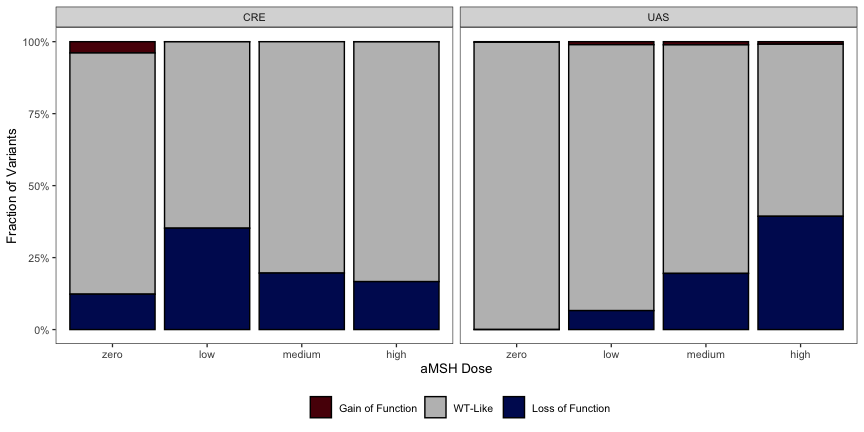 CRE
UAS
Fraction of Variants
100%
75%
50%
25%
0%
zero low medium high
zero low medium high
aMSH Dose
Gain of Function WT-Like Loss of Function